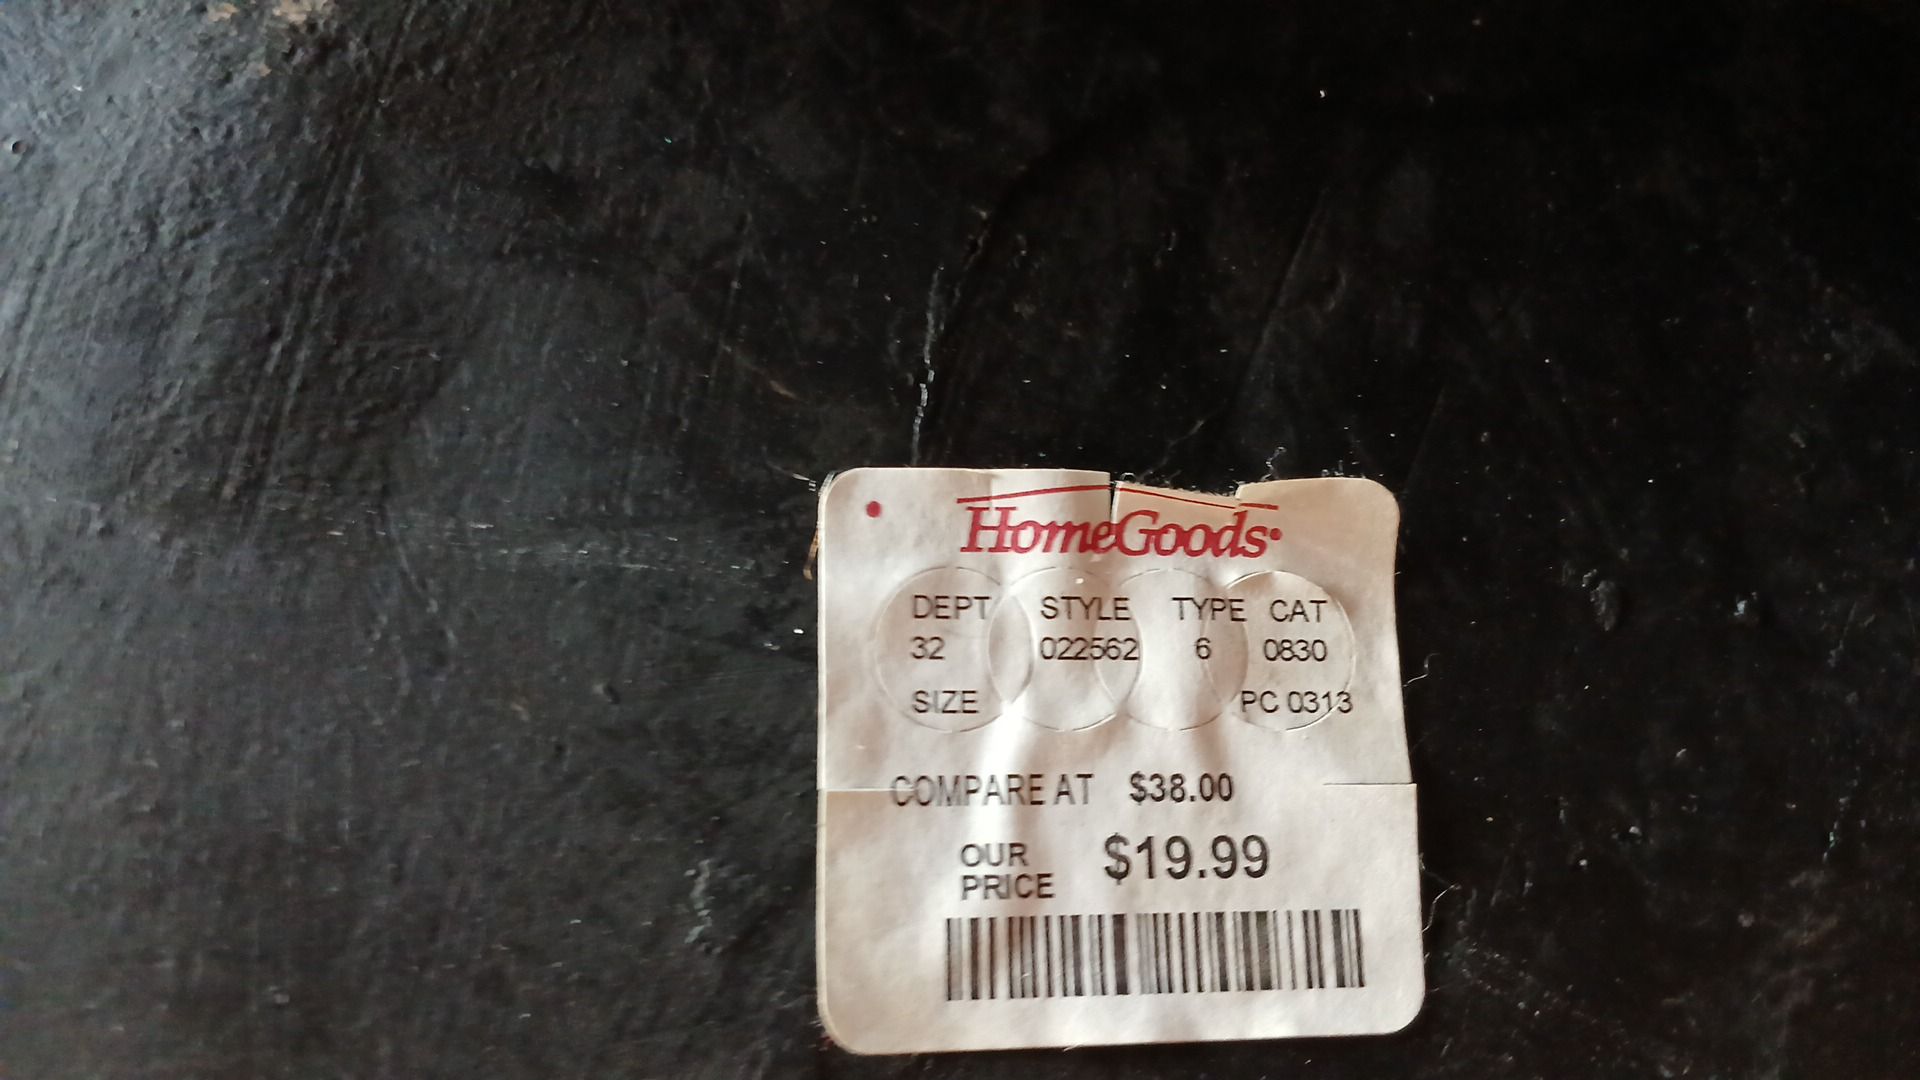 HomeGoods
DEPT STYLE TYPE CAT
32 022562 6 0830
SIZE PC 0313
COMPARE AT $38.00
OUR PRICE $19.99